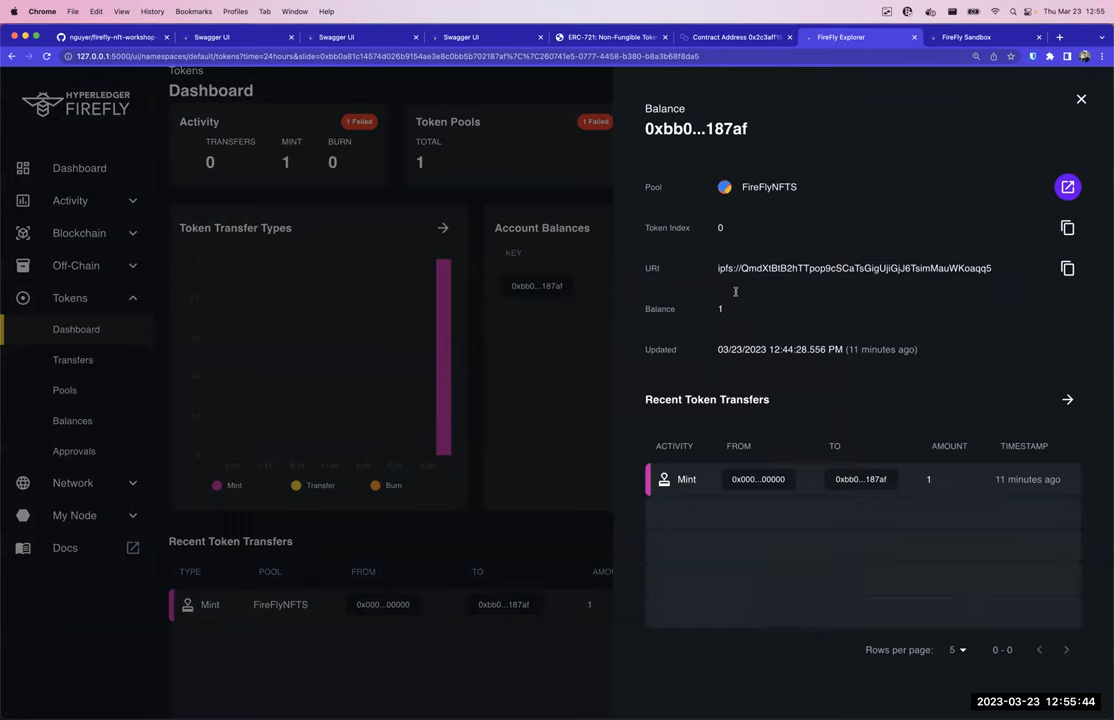 Chrome File Edit View History Bookmarks Profiles Tab Window Help Thu Mar 23 12:55
nguyer/firefly-nft-workshop Swagger UI Swagger UI Swagger UI ERC-721: Non-Fungible Toke Contract Address 0x2c3aff1 FireFly Explorer FireFly Sandbox
127.0.0.1:5000/ui/namespaces/default/tokens?time=24hours&slide=0xbb0a81c14574d026b9154ae3e8c0bb5b702187af%7C%7C260741e5-0777-4458-b380-b8a3b68f8da5
HYPERLEDGER
FIREFLY
Dashboard
Activity
Blockchain
Off-Chain
Tokens
Dashboard
Transfers
Pools
Balances
Approvals
Network
My Node
Docs
Tokens
Dashboard
Activity 1 Failed
TRANSFERS MINT BURN
0 1 0
Token Pools 1 Failed
TOTAL
1
Token Transfer Types
Mint Transfer Burn
Account Balances
KEY
0xbb0...187af
Recent Token Transfers
TYPE POOL FROM TO AMOU
Mint FireFlyNFTS 0x000...00000 0xbb0...187af 1
Balance
0xbb0...187af
Pool FireFlyNFTS
Token Index 0
URI ipfs://QmdXtBtB2hTTpop9cSCaTsGigUjiGjJ6TsimMauWKoaqq5
Balance 1
Updated 03/23/2023 12:44:28.556 PM (11 minutes ago)
Recent Token Transfers
ACTIVITY FROM TO AMOUNT TIMESTAMP
Mint 0x000...00000 0xbb0...187af 1 11 minutes ago
Rows per page: 5 0 - 0
2023-03-23 12:55:44